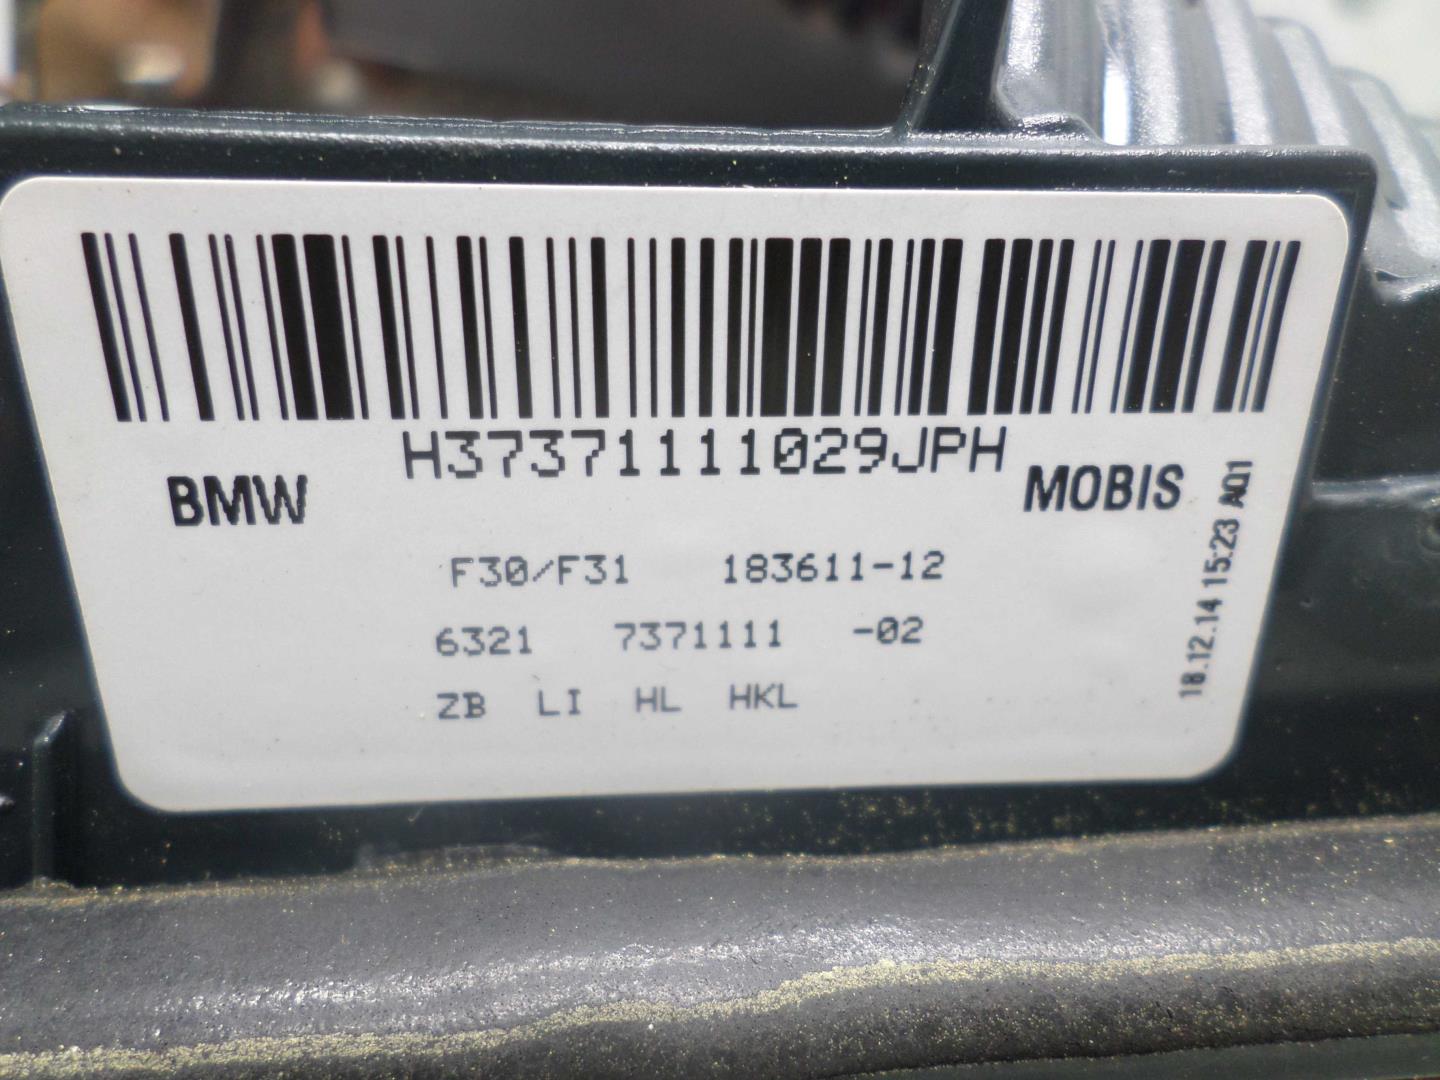 H37371111029JPH
BMW
MOBIS
F30/F31 183611-12
6321 7371111 -02
ZB LI HL HKL
18.12.14 15:23 A01